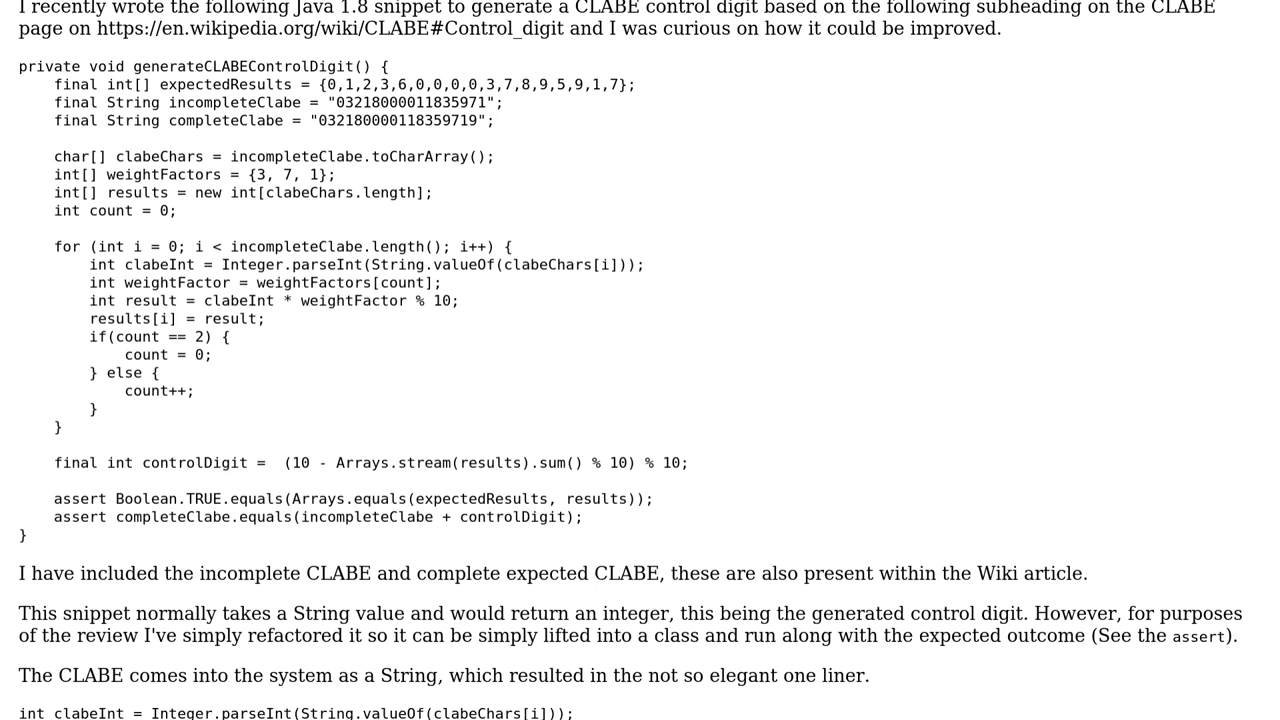 I recently wrote the following Java 1.8 snippet to generate a CLABE control digit based on the following subheading on the CLABE
page on https://en.wikipedia.org/wiki/CLABE#Control_digit and I was curious on how it could be improved.
private void generateCLABEControlDigit() {
    final int[] expectedResults = {0,1,2,3,6,0,0,0,0,3,7,8,9,5,9,1,7};
    final String incompleteClabe = "03218000011835971";
    final String completeClabe = "032180000118359719";
    char[] clabeChars = incompleteClabe.toCharArray();
    int[] weightFactors = {3, 7, 1};
    int[] results = new int[clabeChars.length];
    int count = 0;
    for (int i = 0; i < incompleteClabe.length(); i++) {
        int clabeInt = Integer.parseInt(String.valueOf(clabeChars[i]));
        int weightFactor = weightFactors[count];
        int result = clabeInt * weightFactor % 10;
        results[i] = result;
        if(count == 2) {
            count = 0;
        } else {
            count++;
        }
    }
    final int controlDigit =  (10 - Arrays.stream(results).sum() % 10) % 10;
    assert Boolean.TRUE.equals(Arrays.equals(expectedResults, results));
    assert completeClabe.equals(incompleteClabe + controlDigit);
}
I have included the incomplete CLABE and complete expected CLABE, these are also present within the Wiki article.
This snippet normally takes a String value and would return an integer, this being the generated control digit. However, for purposes
of the review I've simply refactored it so it can be simply lifted into a class and run along with the expected outcome (See the assert).
The CLABE comes into the system as a String, which resulted in the not so elegant one liner.
int clabeInt = Integer.parseInt(String.valueOf(clabeChars[i]));